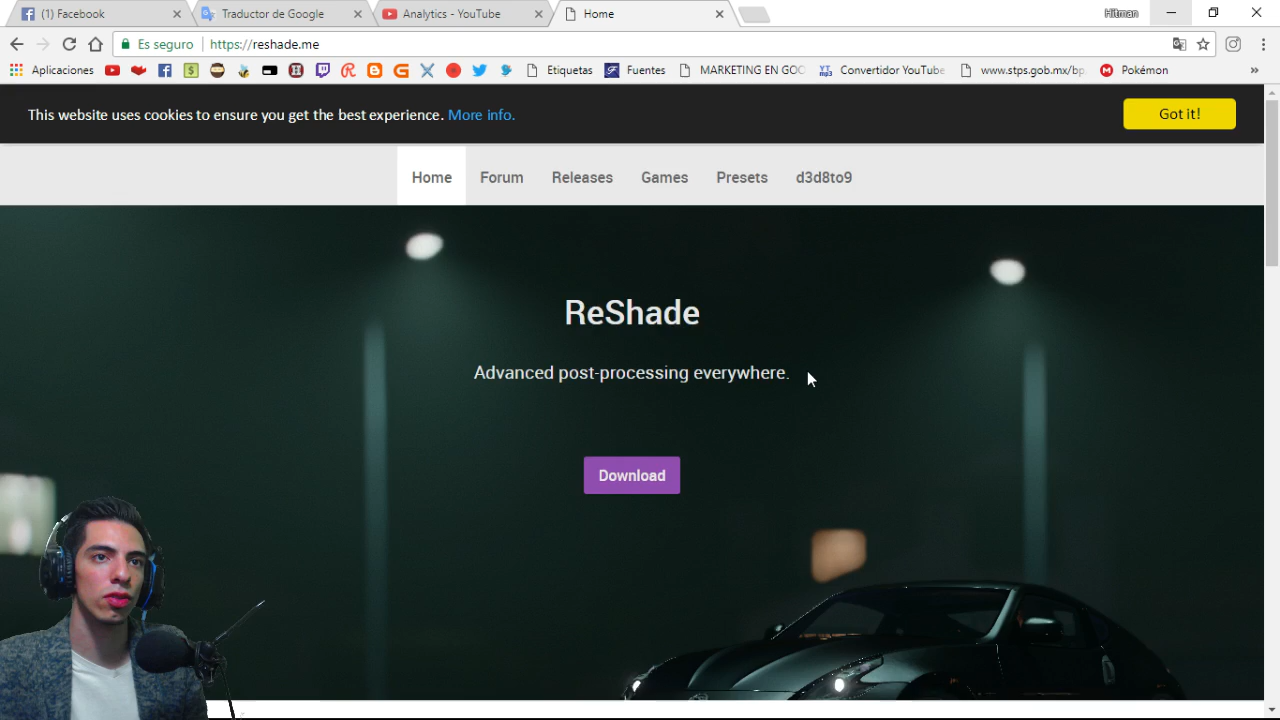 (1) Facebook
Traductor de Google
Analytics - YouTube
Home
Hitman
Es seguro
https://reshade.me
Aplicaciones
Etiquetas
Fuentes
MARKETING EN GOO
Convertidor YouTube
www.stps.gob.mx/bp
Pokémon
This website uses cookies to ensure you get the best experience. More info.
Got it!
Home
Forum
Releases
Games
Presets
d3d8to9
ReShade
Advanced post-processing everywhere.
Download